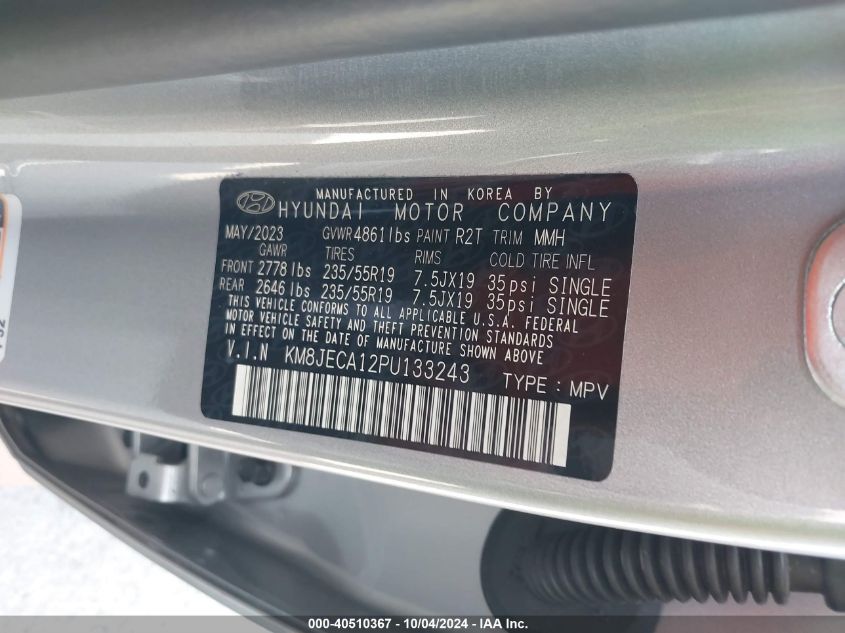 MANUFACTURED IN KOREA BY
HYUNDAI MOTOR COMPANY
MAY/2023 GVWR 4861lbs PAINT R2T TRIM MMH
GAWR TIRES RIMS COLD TIRE INFL
FRONT 2778 lbs 235/55R19 7.5JX19 35psi SINGLE
REAR 2646 lbs 235/55R19 7.5JX19 35psi SINGLE
THIS VEHICLE CONFORMS TO ALL APPLICABLE U.S.A. FEDERAL
MOTOR VEHICLE SAFETY AND THEFT PREVENTION STANDARDS
IN EFFECT ON THE DATE OF MANUFACTURE SHOWN ABOVE
V.I.N KM8JECA12PU133243 TYPE : MPV
000-40510367 - 10/04/2024 - IAA Inc.